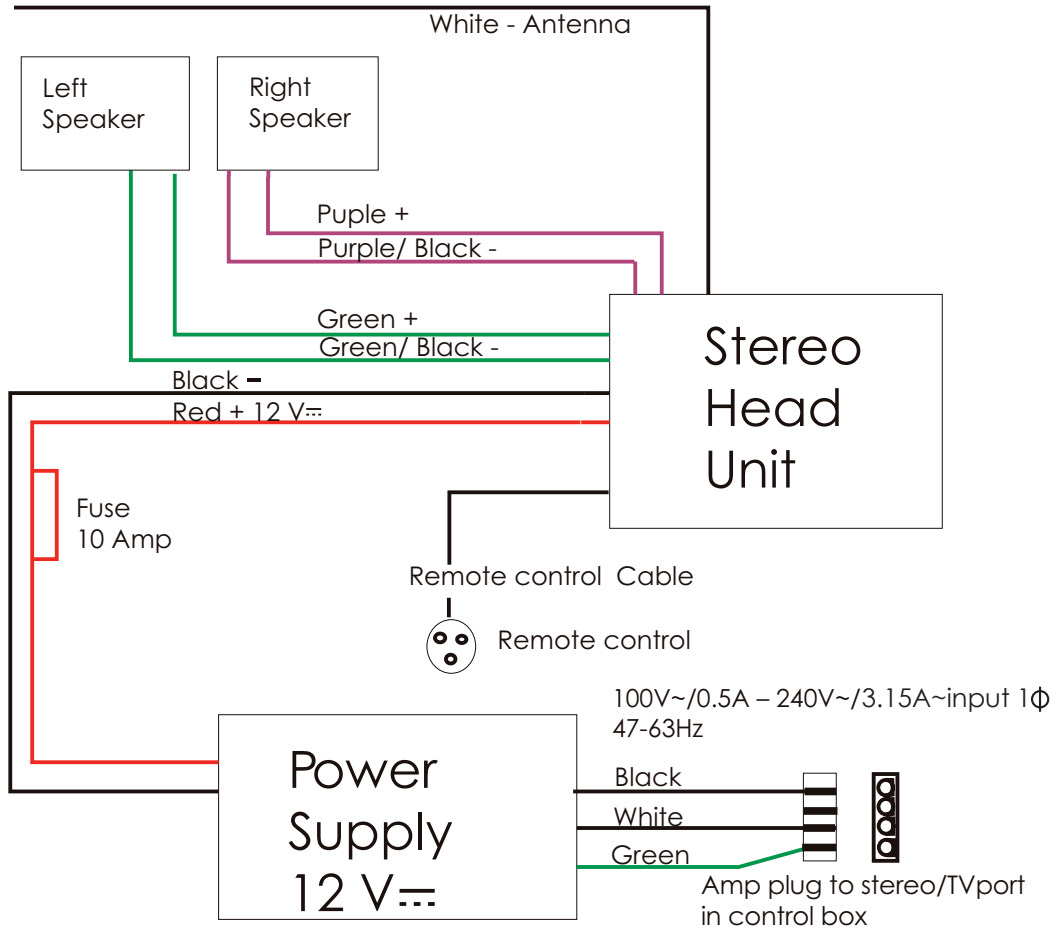 White - Antenna
Left
Speaker
Right
Speaker
Puple +
Purple/ Black -
Green +
Green/ Black -
Black –
Red + 12 V⎓
Stereo
Head
Unit
Fuse
10 Amp
Remote control Cable
Remote control
100V~/0.5A – 240V~/3.15A~input 1ϕ
47-63Hz
Power
Supply
12 V⎓
Black
White
Green
Amp plug to stereo/TVport
in control box